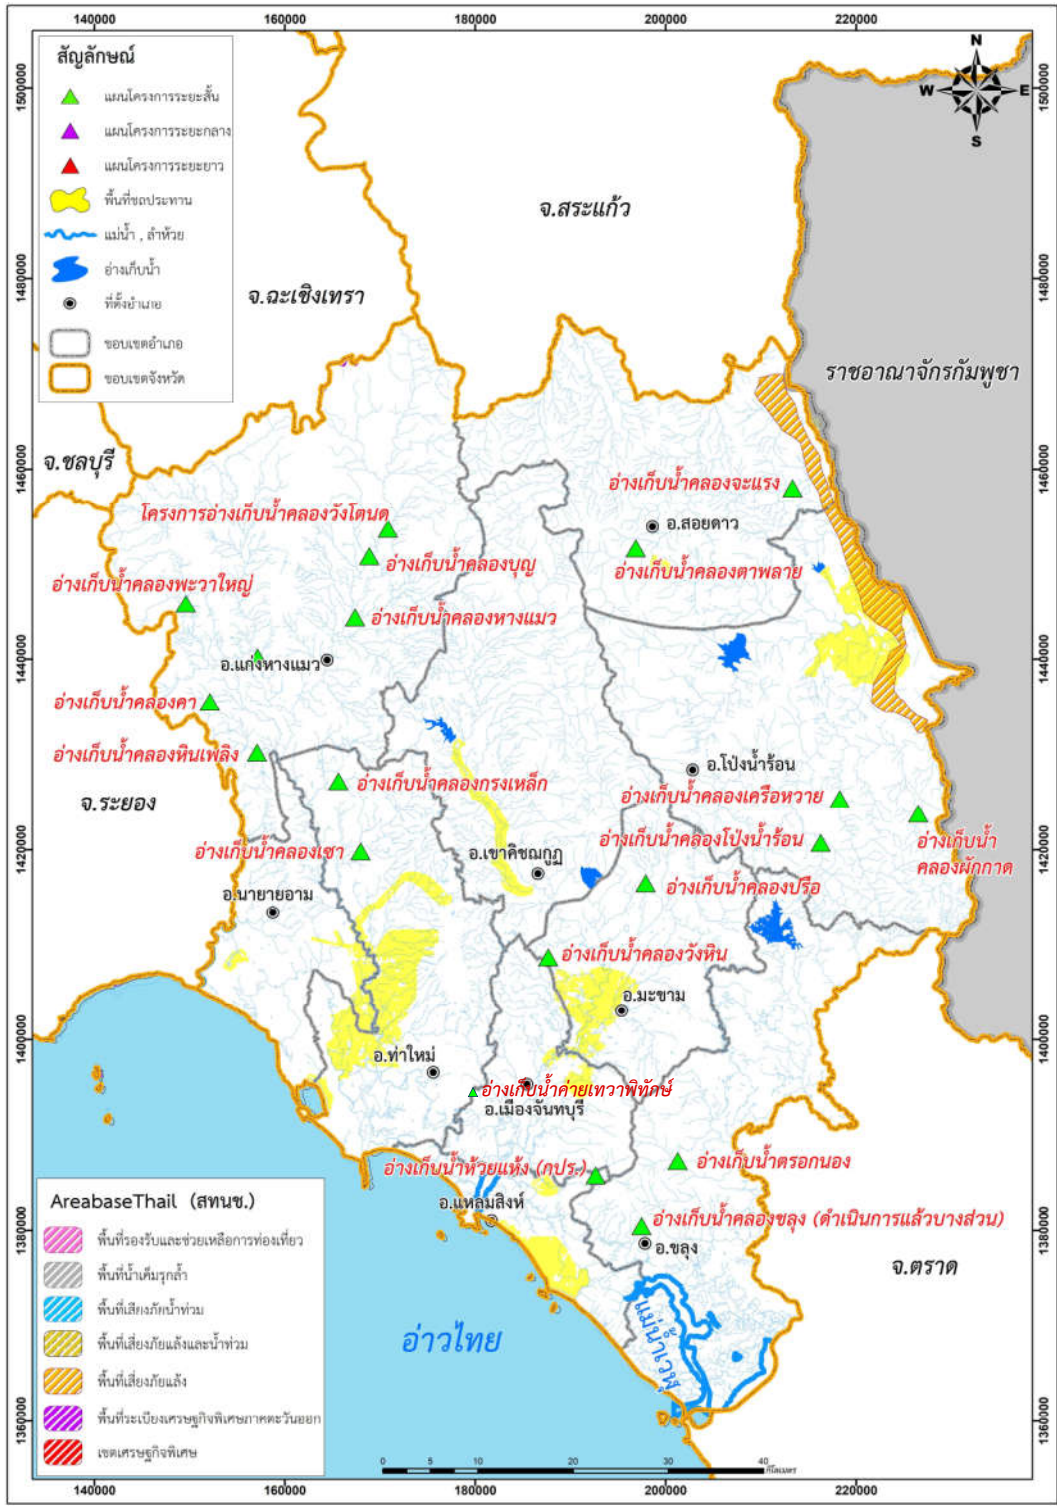 140000 160000 180000 200000 220000
สัญลักษณ์
แผนโครงการระยะสั้น
แผนโครงการระยะกลาง
แผนโครงการระยะยาว
พื้นที่ชลประทาน
แม่น้ำ , ลำห้วย
อ่างเก็บน้ำ
ที่ตั้งอำเภอ
ขอบเขตอำเภอ
ขอบเขตจังหวัด
N
W E
S
1500000 1500000
จ.สระแก้ว
1480000 1480000
จ.ฉะเชิงเทรา
ราชอาณาจักรกัมพูชา
จ.ชลบุรี
1460000 1460000
อ่างเก็บน้ำคลองจะแรง
โครงการอ่างเก็บน้ำคลองวังโตนด
อ.สอยดาว
อ่างเก็บน้ำคลองบุญ
อ่างเก็บน้ำคลองตาพลาย
อ่างเก็บน้ำคลองพะวาใหญ่
อ่างเก็บน้ำคลองหางแมว
1440000 1440000
อ.แก่งหางแมว
อ่างเก็บน้ำคลองคา
อ่างเก็บน้ำคลองหินเพลิง
อ.โป่งน้ำร้อน
อ่างเก็บน้ำคลองกรงเหล็ก
อ่างเก็บน้ำคลองเครือหวาย
จ.ระยอง
อ่างเก็บน้ำคลองโป่งน้ำร้อน
อ่างเก็บน้ำ
คลองผักกาด
1420000 1420000
อ่างเก็บน้ำคลองเซา
อ.เขาคิชฌกูฏ
อ่างเก็บน้ำคลองปรือ
อ.นายายอาม
อ่างเก็บน้ำคลองวังหิน
อ.มะขาม
1400000 1400000
อ.ท่าใหม่
อ่างเก็บน้ำค่ายเทวาพิทักษ์
อ.เมืองจันทบุรี
อ่างเก็บน้ำตรอกนอง
อ่างเก็บน้ำห้วยแห้ง (กปร.)
อ.แหลมสิงห์
อ่างเก็บน้ำคลองขลุง (ดำเนินการแล้วบางส่วน)
1380000 1380000
อ.ขลุง
จ.ตราด
อ่าวไทย
แม่น้ำเวฬุ
1360000 1360000
AreabaseThail (สทนช.)
พื้นที่รองรับและช่วยเหลือการท่องเที่ยว
พื้นที่น้ำเค็มรุกล้ำ
พื้นที่เสี่ยงภัยน้ำท่วม
พื้นที่เสี่ยงภัยแล้งและน้ำท่วม
พื้นที่เสี่ยงภัยแล้ง
พื้นที่ระเบียงเศรษฐกิจพิเศษภาคตะวันออก
เขตเศรษฐกิจพิเศษ
0 5 10 20 30 40
กิโลเมตร
140000 160000 180000 200000 220000